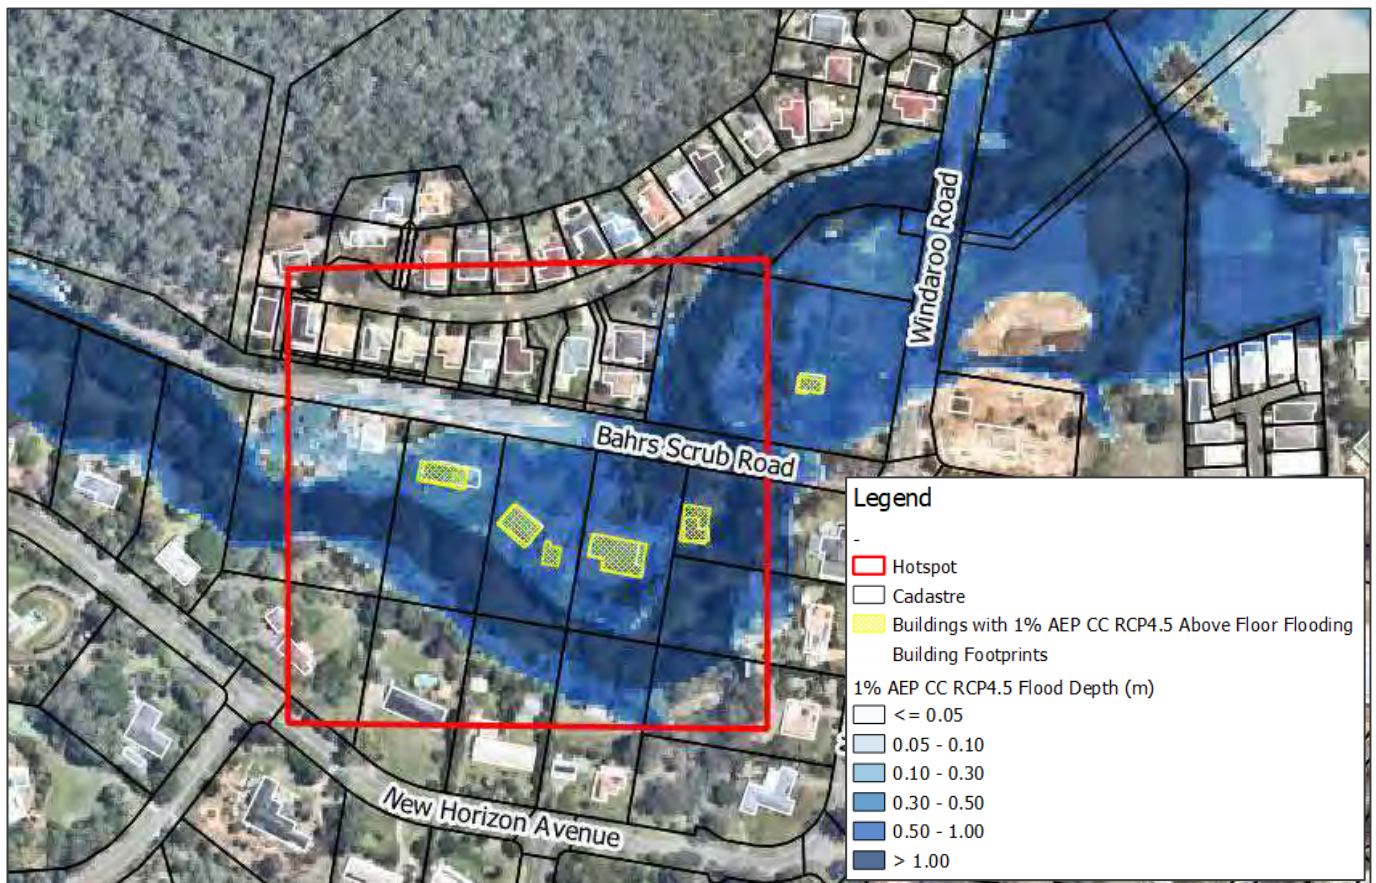 Windaroo Road
Bahrs Scrub Road
New Horizon Avenue
Legend
-
Hotspot
Cadastre
Buildings with 1% AEP CC RCP4.5 Above Floor Flooding
Building Footprints
1% AEP CC RCP4.5 Flood Depth (m)
<= 0.05
0.05 - 0.10
0.10 - 0.30
0.30 - 0.50
0.50 - 1.00
> 1.00